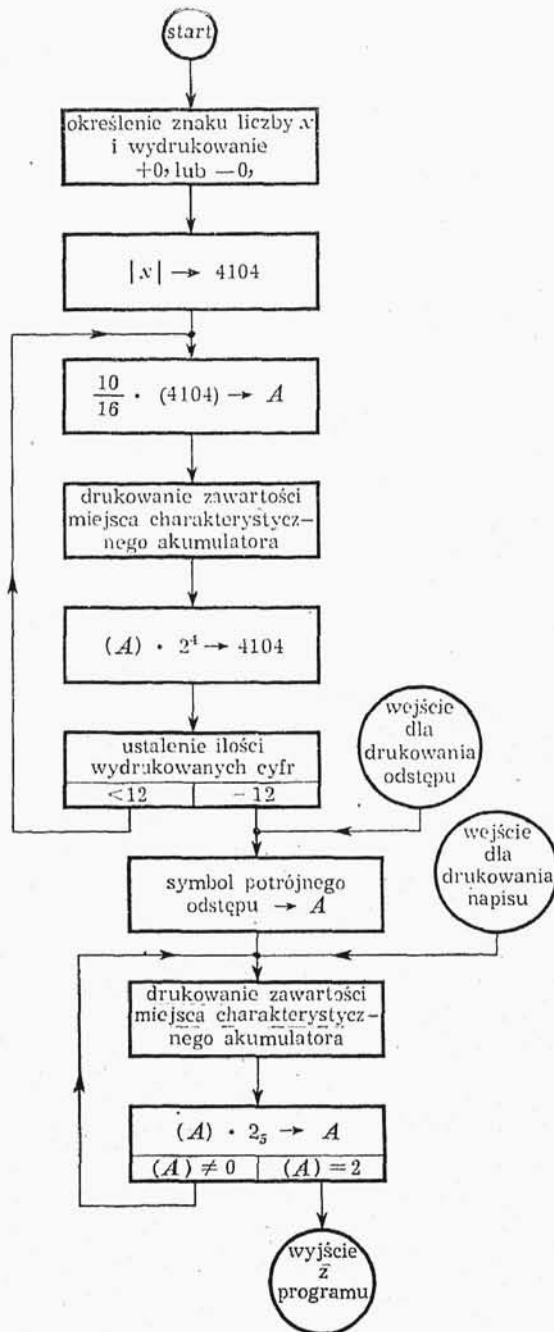 start
określenie znaku liczby x
i wydrukowanie
+0, lub −0,
|x| → 4104
10
16
· (4104) → A
drukowanie zawartości
miejsca charakterystycz-
nego akumulatora
(A) · 2⁴ → 4104
ustalenie ilości
wydrukowanych cyfr
<12
-12
wejście
dla
drukowania
odstępu
wejście
dla
drukowania
napisu
symbol potrójnego
odstępu → A
drukowanie zawartości
miejsca charakterystycz-
nego akumulatora
(A) · 2₅ → A
(A) ≠ 0
(A) = 2
wyjście
z
programu